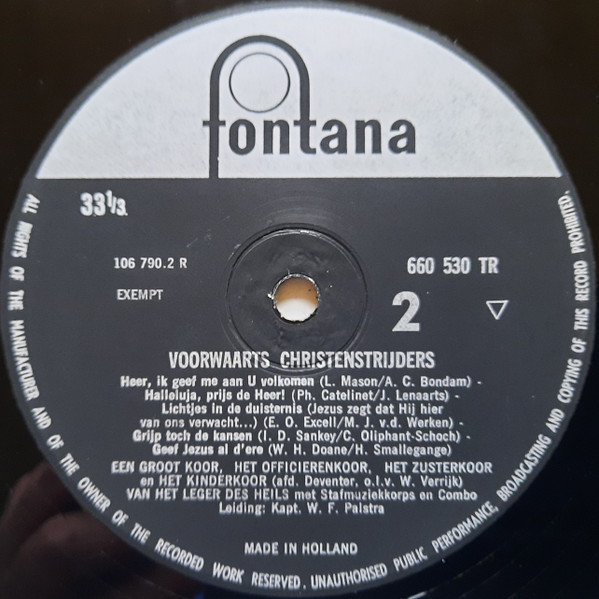 fontana
33⅓.
106 790.2 R
660 530 TR
EXEMPT
2
VOORWAARTS CHRISTENSTRIJDERS
Heer, ik geef me aan U volkomen (L. Mason/A. C. Bondam) -
Halleluja, prijs de Heer! (Ph. Catelinet/J. Lenaarts) -
Lichtjes in de duisternis (Jezus zegt dat Hij hier
van ons verwacht...) (E. O. Excell/M. J. v.d. Werken) -
Grijp toch de kansen (I. D. Sankey/C. Oliphant-Schoch) -
Geef Jezus al d'ere (W. H. Doane/H. Smallegange)
EEN GROOT KOOR, HET OFFICIERENKOOR, HET ZUSTERKOOR
en HET KINDERKOOR (afd. Deventer, o.l.v. W. Verrijk)
VAN HET LEGER DES HEILS met Stafmuziekkorps en Combo
Leiding: Kapt. W. F. Palstra
MADE IN HOLLAND
ALL RIGHTS OF THE MANUFACTURER AND OF THE OWNER OF THE RECORDED WORK RESERVED. UNAUTHORISED PUBLIC PERFORMANCE, BROADCASTING AND COPYING OF THIS RECORD PROHIBITED.